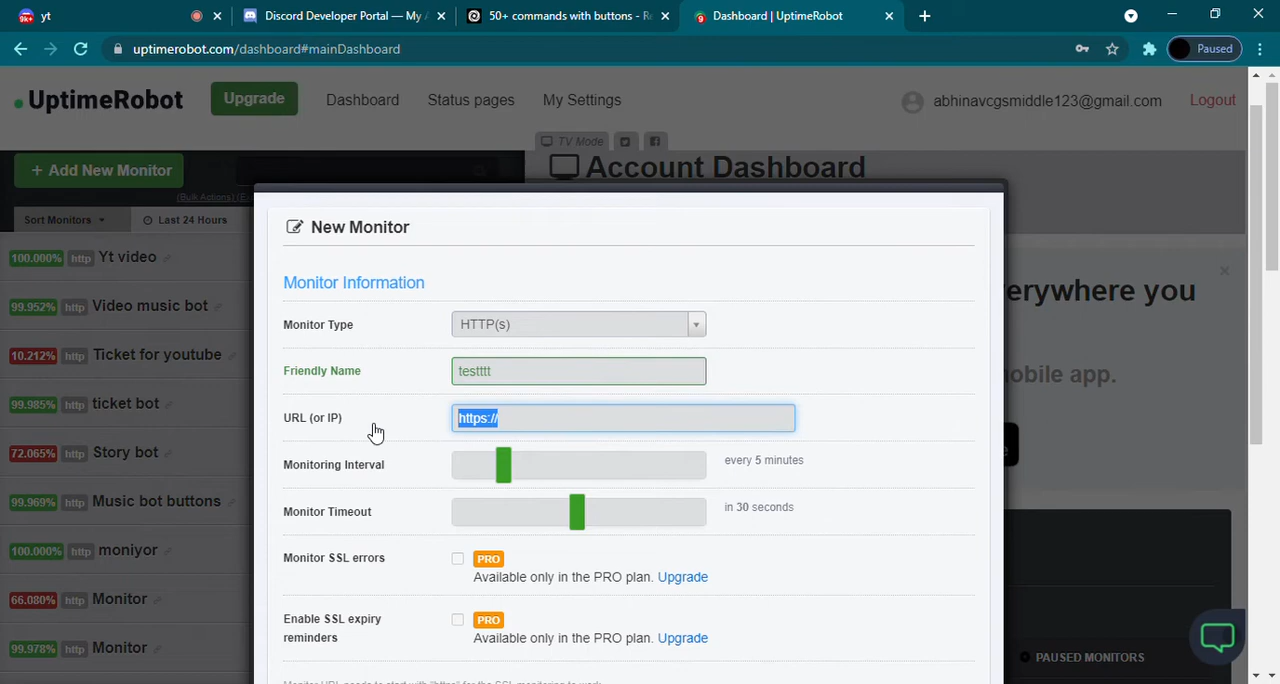 9k+ yt
Discord Developer Portal — My A
50+ commands with buttons - Re
9 Dashboard | UptimeRobot
uptimerobot.com/dashboard#mainDashboard
Paused
UptimeRobot
Upgrade
Dashboard
Status pages
My Settings
abhinavcgsmiddle123@gmail.com
Logout
TV Mode
+ Add New Monitor
Account Dashboard
(Bulk Actions)
Sort Monitors
Last 24 Hours
100.000% http Yt video
99.952% http Video music bot
10.212% http Ticket for youtube
99.985% http ticket bot
72.065% http Story bot
99.969% http Music bot buttons
100.000% http moniyor
66.080% http Monitor
99.978% http Monitor
New Monitor
Monitor Information
Monitor Type
HTTP(s)
Friendly Name
testttt
URL (or IP)
https://
Monitoring Interval
every 5 minutes
Monitor Timeout
in 30 seconds
Monitor SSL errors
PRO
Available only in the PRO plan. Upgrade
Enable SSL expiry
reminders
PRO
Available only in the PRO plan. Upgrade
erywhere you
obile app.
PAUSED MONITORS